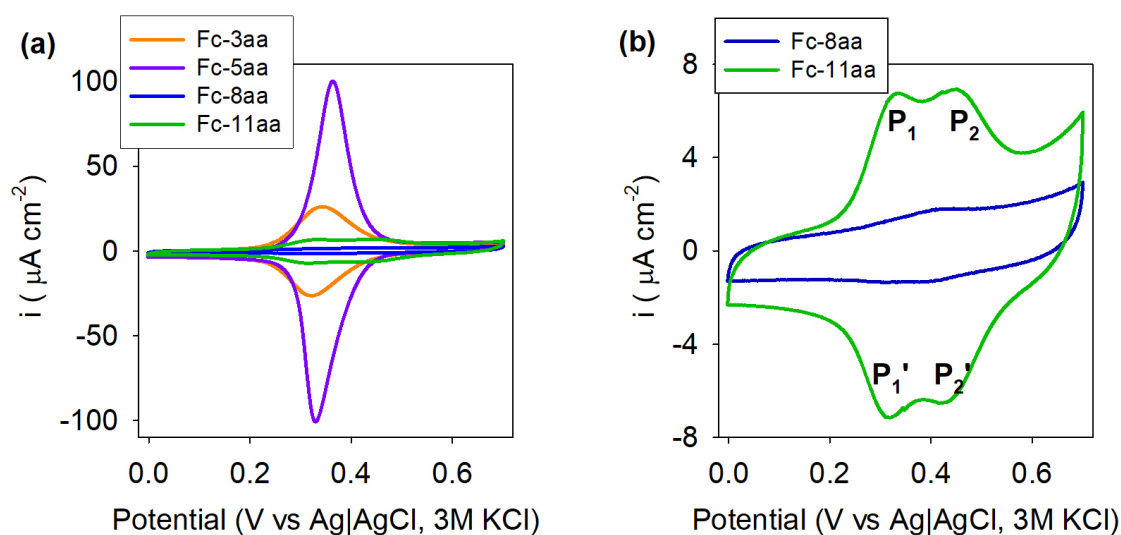 (a)
Fc-3aa
Fc-5aa
Fc-8aa
Fc-11aa
100
50
0
-50
-100
i ( µA cm-2)
0.0 0.2 0.4 0.6
Potential (V vs Ag|AgCl, 3M KCl)
(b)
Fc-8aa
Fc-11aa
8
4
0
-4
-8
i ( µA cm-2)
P1 P2
P1' P2'
0.0 0.2 0.4 0.6
Potential (V vs Ag|AgCl, 3M KCl)